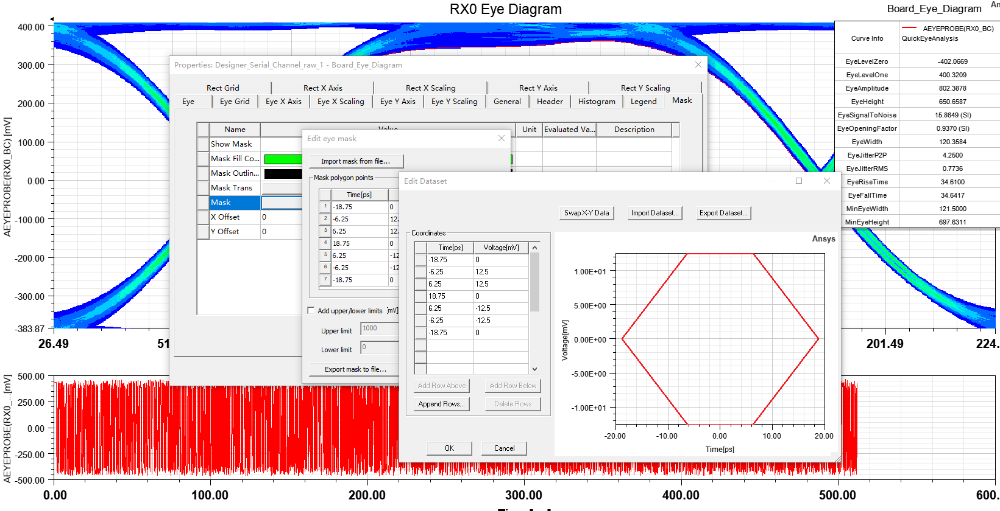 RX0 Eye Diagram
Board_Eye_Diagram
An
AEYEPROBE(RX0_BC) [mV]
400.00
300.00
200.00
100.00
0.00
-100.00
-200.00
-300.00
-383.87
26.49
51
201.49
224.
Curve Info
AEYEPROBE(RX0_BC)
QuickEyeAnalysis
EyeLevelZero -402.0669
EyeLevelOne 400.3209
EyeAmplitude 802.3878
EyeHeight 650.6587
EyeSignalToNoise 15.8649 (SI)
EyeOpeningFactor 0.9370 (SI)
EyeWidth 120.3584
EyeJitterP2P 4.2500
EyeJitterRMS 0.7736
EyeRiseTime 34.6100
EyeFallTime 34.6417
MinEyeWidth 121.5000
MinEyeHeight 697.6311
Properties: Designer_Serial_Channel_raw_1 - Board_Eye_Diagram
Rect Grid Rect X Axis Rect X Scaling Rect Y Axis Rect Y Scaling
Eye Eye Grid Eye X Axis Eye X Scaling Eye Y Axis Eye Y Scaling General Header Histogram Legend Mask
Name Value Unit Evaluated Va... Description
Show Mask
Mask Fill Co...
Mask Outlin...
Mask Trans
Mask
X Offset 0
Y Offset 0
Edit eye mask
Import mask from file...
Mask polygon points
Time[ps]
1 -18.75 0
2 -6.25 12.
3 6.25 12.
4 18.75 0
5 6.25 -12
6 -6.25 -12
7 -18.75 0
Add upper/lower limits [mV]
Upper limit 1000
Lower limit 0
Export mask to file...
Edit Dataset
Swap X-Y Data Import Dataset... Export Dataset...
Coordinates
Time[ps] Voltage[mV]
-18.75 0
-6.25 12.5
6.25 12.5
18.75 0
6.25 -12.5
-6.25 -12.5
-18.75 0
Add Row Above Add Row Below
Append Rows... Delete Rows
OK Cancel
Ansys
Voltage[mV]
1.00E+01
5.00E+00
0.00E+00
-5.00E+00
-1.00E+01
-20.00 -10.00 0.00 10.00 20.00
Time[ps]
AEYEPROBE(RX0_...[mV]
500.00
250.00
0.00
-250.00
-500.00
0.00 100.00 200.00 300.00 400.00 500.00 600.